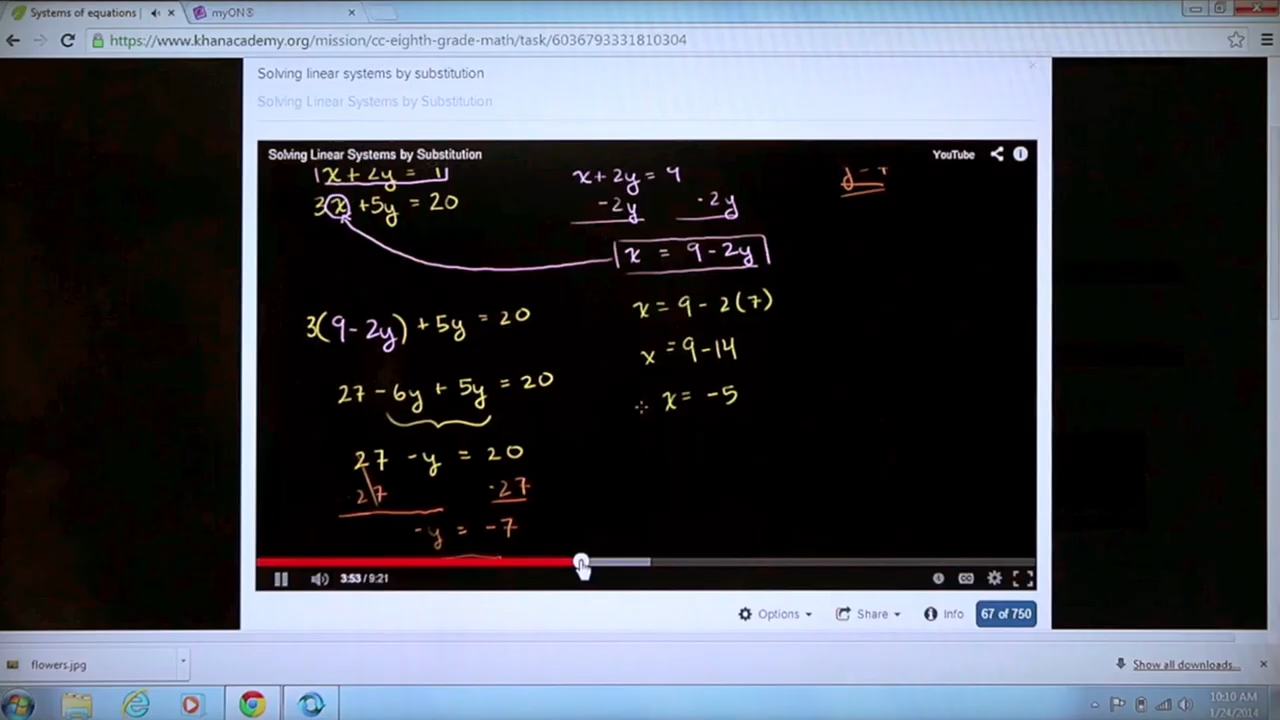 Systems of equations |
myON®
https://www.khanacademy.org/mission/cc-eighth-grade-math/task/6036793331810304
Solving linear systems by substitution
Solving Linear Systems by Substitution
Solving Linear Systems by Substitution
YouTube
3x + 5y = 20
x + 2y = 9
-2y -2y
x = 9 - 2y
3(9 - 2y) + 5y = 20
27 - 6y + 5y = 20
27 - y = 20
-27 -27
-y = -7
x = 9 - 2(7)
x = 9 - 14
x = -5
3:53 / 9:21
Options
Share
Info
67 of 750
flowers.jpg
Show all downloads...
10:10 AM
1/24/2014